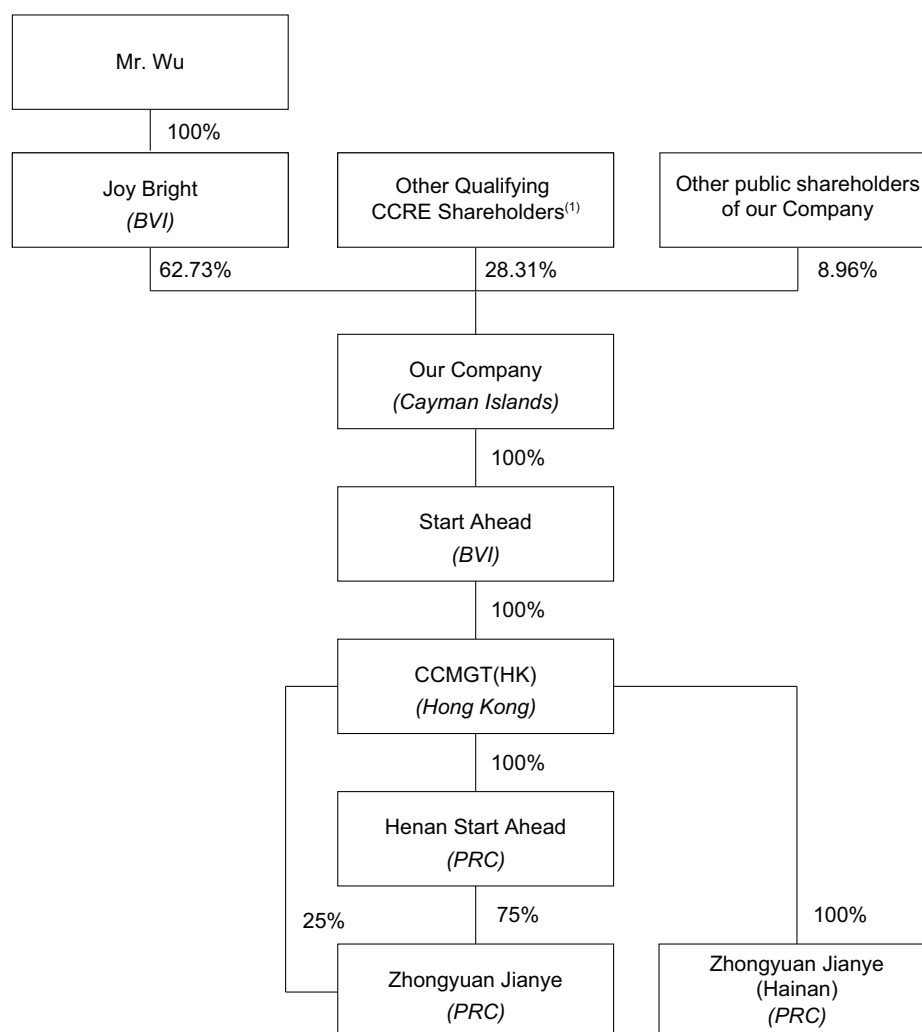 Mr. Wu
100%
Joy Bright
(BVI)
Other Qualifying
CCRE Shareholders(1)
Other public shareholders
of our Company
62.73%
28.31%
8.96%
Our Company
(Cayman Islands)
100%
Start Ahead
(BVI)
100%
CCMGT(HK)
(Hong Kong)
100%
Henan Start Ahead
(PRC)
25%
75%
100%
Zhongyuan Jianye
(PRC)
Zhongyuan Jianye
(Hainan)
(PRC)